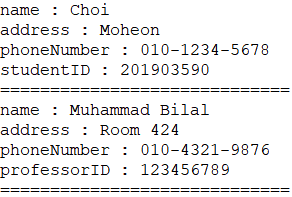 name : Choi
address : Moheon
phoneNumber : 010-1234-5678
studentID : 201903590
=============================
name : Muhammad Bilal
address : Room 424
phoneNumber : 010-4321-9876
professorID : 123456789
=============================